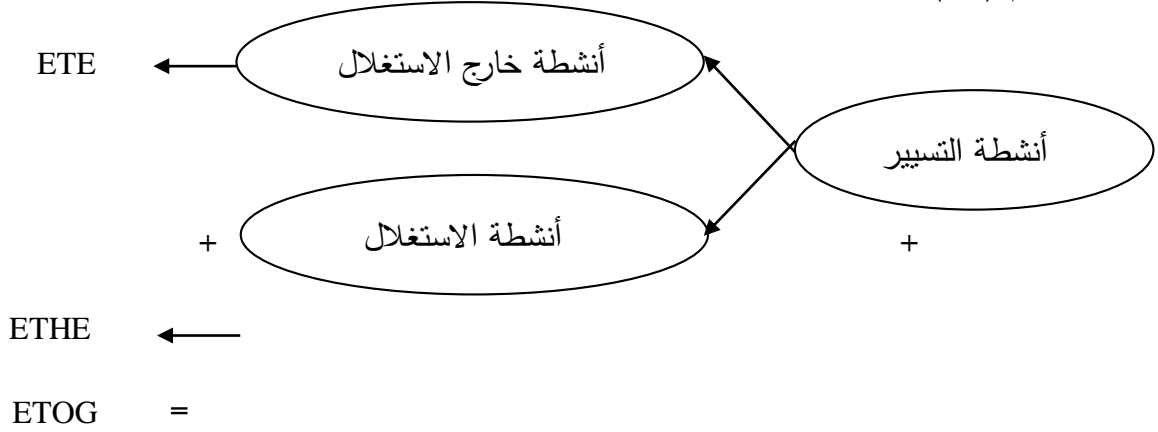 أنشطة خارج الاستغلال
ETE
أنشطة التسيير
أنشطة الاستغلال
+
+
ETHE
ETOG =